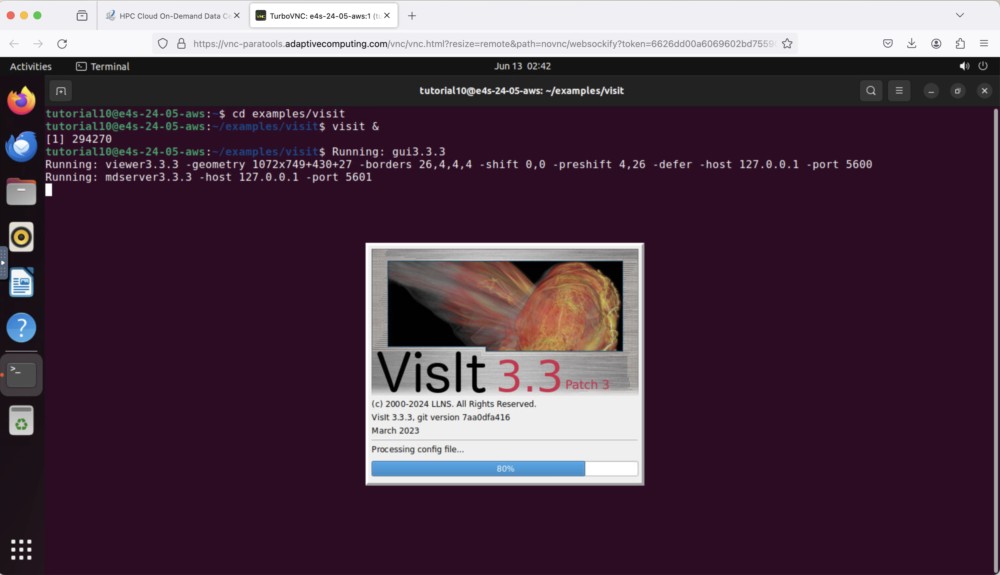 HPC Cloud On-Demand Data Ce
TurboVNC: e4s-24-05-aws:1 (tu
https://vnc-paratools.adaptivecomputing.com/vnc/vnc.html?resize=remote&path=novnc/websockify?token=6626dd00a6069602bd75590
Activities
Terminal
Jun 13 02:42
tutorial10@e4s-24-05-aws: ~/examples/visit
tutorial10@e4s-24-05-aws:~$ cd examples/visit
tutorial10@e4s-24-05-aws:~/examples/visit$ visit &
[1] 294270
tutorial10@e4s-24-05-aws:~/examples/visit$ Running: gui3.3.3
Running: viewer3.3.3 -geometry 1072x749+430+27 -borders 26,4,4,4 -shift 0,0 -preshift 4,26 -defer -host 127.0.0.1 -port 5600
Running: mdserver3.3.3 -host 127.0.0.1 -port 5601
VisIt 3.3 Patch 3
(c) 2000-2024 LLNS. All Rights Reserved.
VisIt 3.3.3, git version 7aa0dfa416
March 2023
Processing config file...
80%